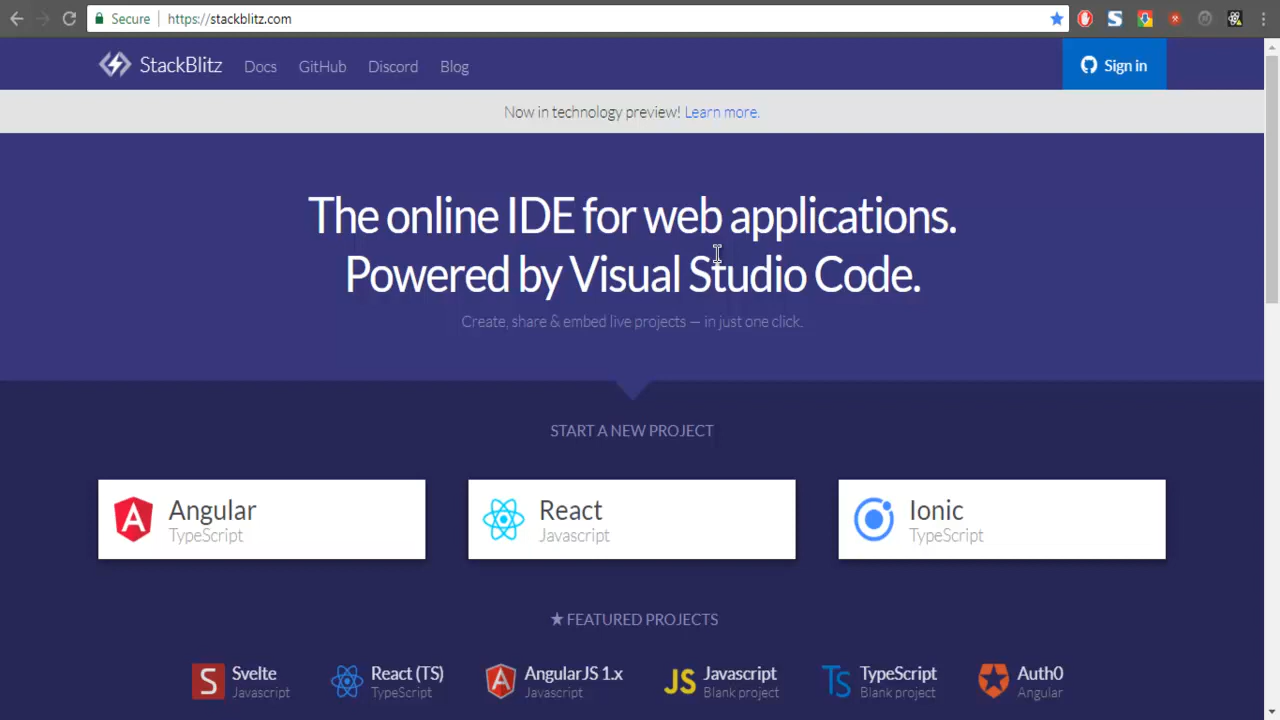 Secure https://stackblitz.com
StackBlitz Docs GitHub Discord Blog Sign in
Now in technology preview! Learn more.
The online IDE for web applications.
Powered by Visual Studio Code.
Create, share & embed live projects — in just one click.
START A NEW PROJECT
Angular
TypeScript
React
Javascript
Ionic
TypeScript
★ FEATURED PROJECTS
Svelte
Javascript
React (TS)
TypeScript
AngularJS 1.x
Javascript
JS
Javascript
Blank project
TS
TypeScript
Blank project
Auth0
Angular